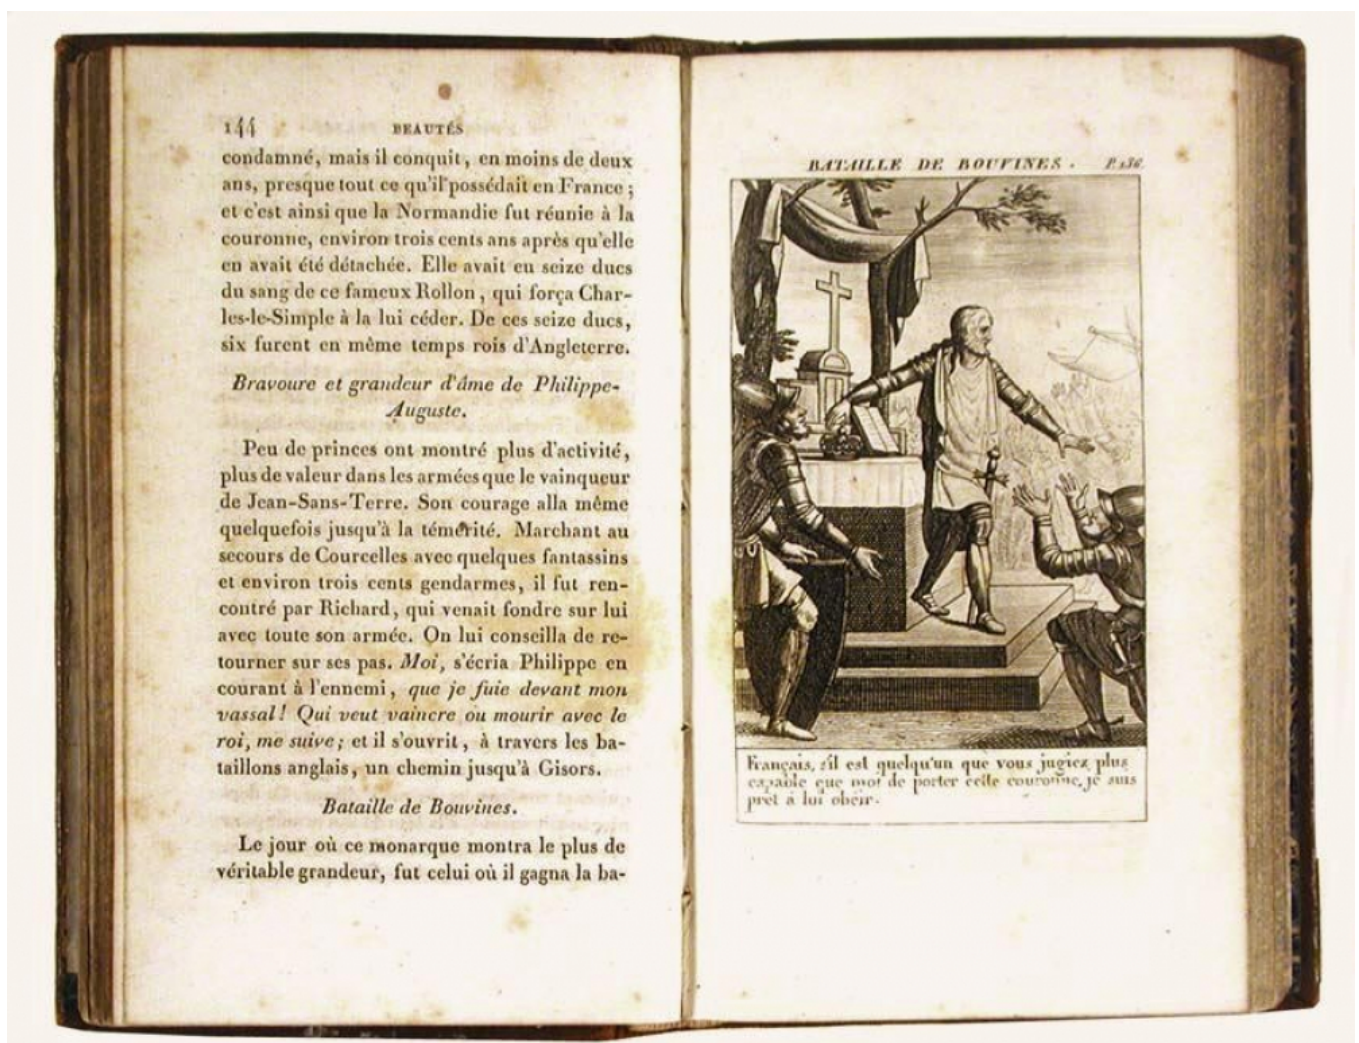 144 BEAUTÉS
condamné, mais il conquit, en moins de deux
ans, presque tout ce qu'il possédait en France ;
et c'est ainsi que la Normandie fut réunie à la
couronne, environ trois cents ans après qu'elle
en avait été détachée. Elle avait eu seize ducs
du sang de ce fameux Rollon, qui força Char-
les-le-Simple à la lui céder. De ces seize ducs,
six furent en même temps rois d'Angleterre.
Bravoure et grandeur d'âme de Philippe-
Auguste.
Peu de princes ont montré plus d'activité,
plus de valeur dans les armées que le vainqueur
de Jean-Sans-Terre. Son courage alla même
quelquefois jusqu'à la témérité. Marchant au
secours de Courcelles avec quelques fantassins
et environ trois cents gendarmes, il fut ren-
contré par Richard, qui venait fondre sur lui
avec toute son armée. On lui conseilla de re-
tourner sur ses pas. Moi, s'écria Philippe en
courant à l'ennemi, que je fuie devant mon
vassal! Qui veut vaincre ou mourir avec le
roi, me suive; et il s'ouvrit, à travers les ba-
taillons anglais, un chemin jusqu'à Gisors.
Bataille de Bouvines.
Le jour où ce monarque montra le plus de
véritable grandeur, fut celui où il gagna la ba-
BATAILLE DE BOUVINES. P.
Français, s'il est quelqu'un que vous jugiez plus
capable que moi de porter cette couronne, je suis
prêt à lui obéir.